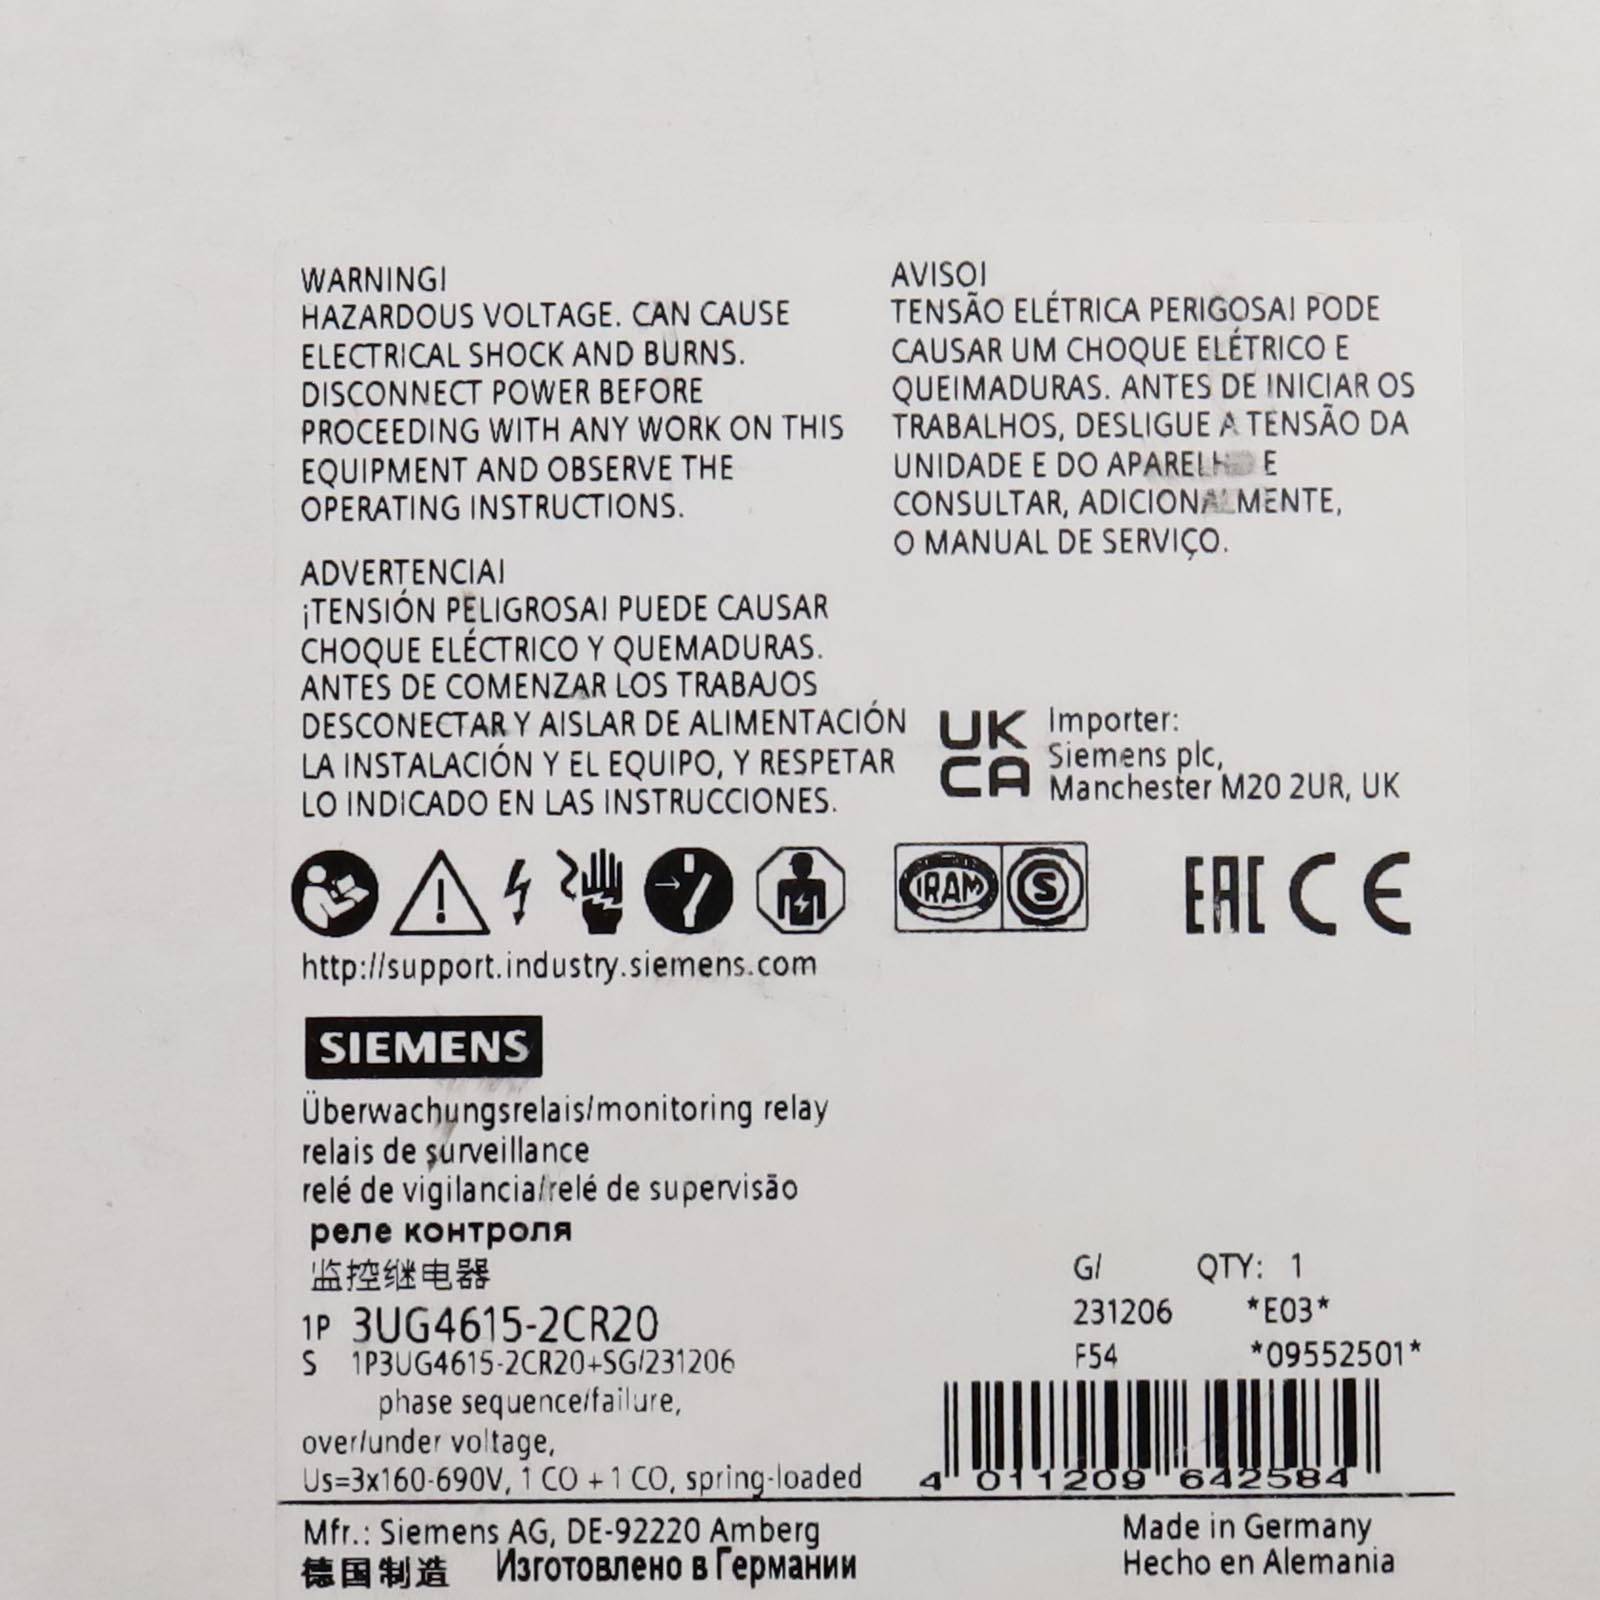 WARNING!
HAZARDOUS VOLTAGE. CAN CAUSE
ELECTRICAL SHOCK AND BURNS.
DISCONNECT POWER BEFORE
PROCEEDING WITH ANY WORK ON THIS
EQUIPMENT AND OBSERVE THE
OPERATING INSTRUCTIONS.
ADVERTENCIA!
¡TENSIÓN PELIGROSA! PUEDE CAUSAR
CHOQUE ELÉCTRICO Y QUEMADURAS.
ANTES DE COMENZAR LOS TRABAJOS
DESCONECTAR Y AISLAR DE ALIMENTACIÓN
LA INSTALACIÓN Y EL EQUIPO, Y RESPETAR
LO INDICADO EN LAS INSTRUCCIONES.
AVISO!
TENSÃO ELÉTRICA PERIGOSA! PODE
CAUSAR UM CHOQUE ELÉTRICO E
QUEIMADURAS. ANTES DE INICIAR OS
TRABALHOS, DESLIGUE A TENSÃO DA
UNIDADE E DO APARELHO E
CONSULTAR, ADICIONALMENTE,
O MANUAL DE SERVIÇO.
UK
CA
Importer:
Siemens plc,
Manchester M20 2UR, UK
IRAM S
EAC CE
http://support.industry.siemens.com
SIEMENS
Überwachungsrelais/monitoring relay
relais de surveillance
relé de vigilancia/relé de supervisão
реле контроля
监控继电器
1P 3UG4615-2CR20
S 1P3UG4615-2CR20+SG/231206
phase sequence/failure,
over/under voltage,
Us=3x160-690V, 1 CO + 1 CO, spring-loaded
G/ QTY: 1
231206 *E03*
F54 *09552501*
4 011209 642584
Mfr.: Siemens AG, DE-92220 Amberg
德国制造 Изготовлено в Германии
Made in Germany
Hecho en Alemania